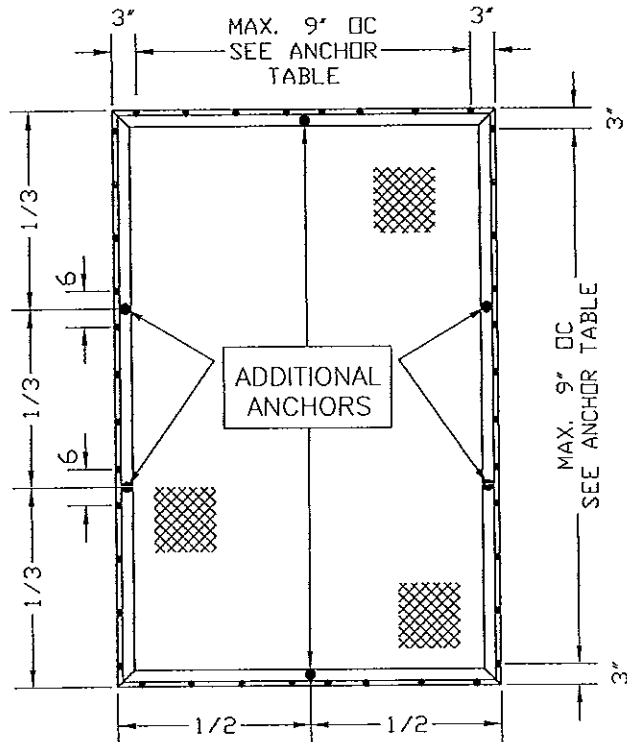 3"
MAX. 9" OC
SEE ANCHOR
TABLE
3"
3"
1/3
6
1/3
6
1/3
ADDITIONAL
ANCHORS
MAX. 9" OC
SEE ANCHOR TABLE
3"
1/2
1/2